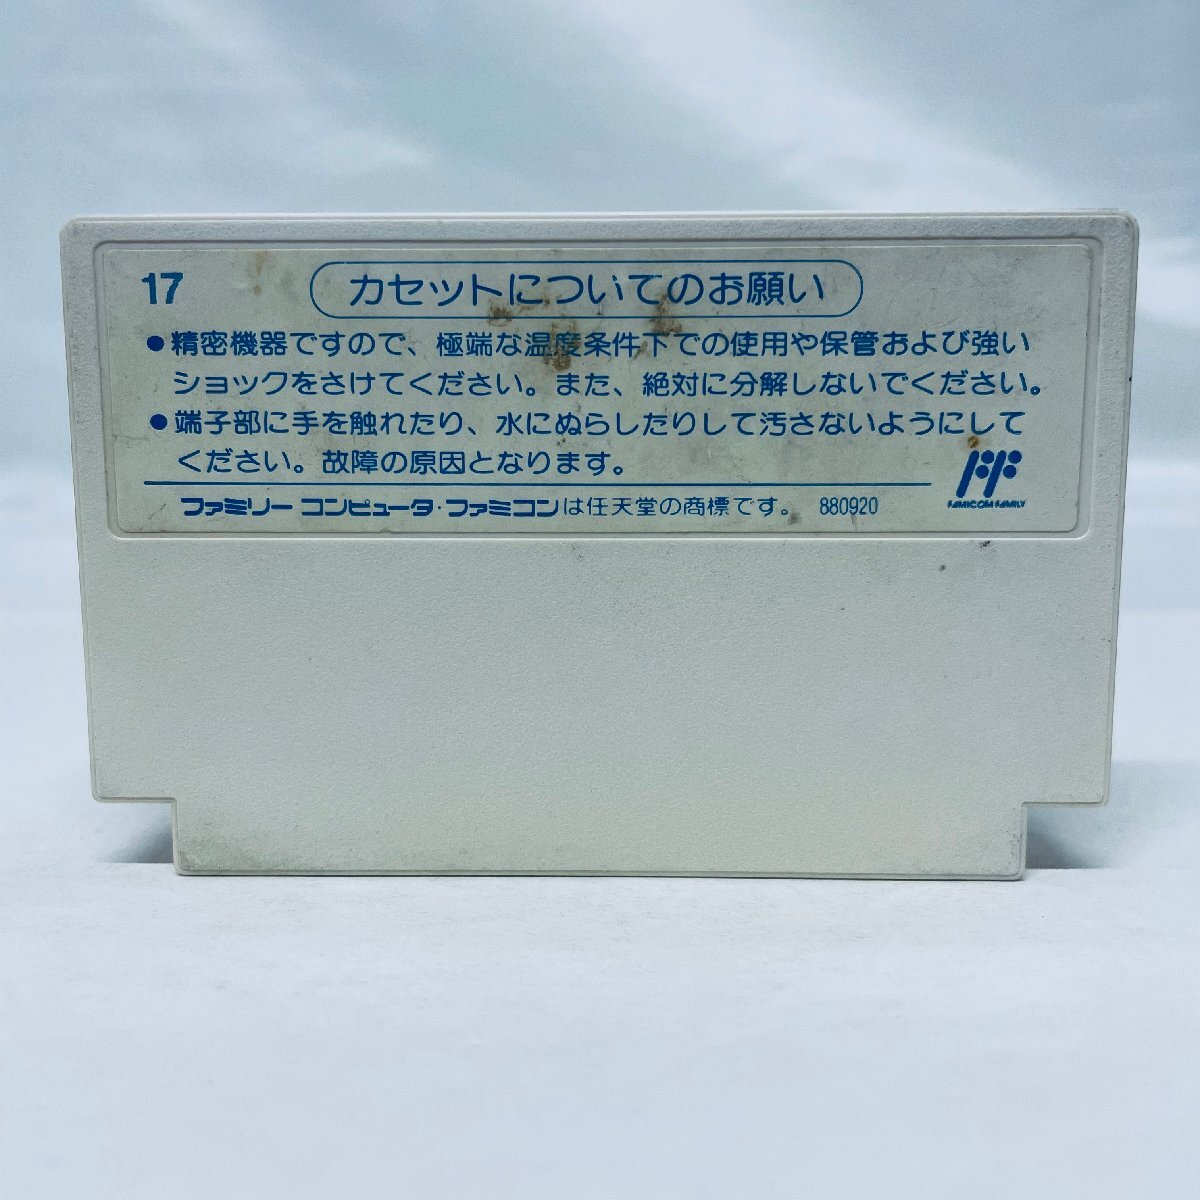 17 カセットについてのお願い
●精密機器ですので、極端な温度条件下での使用や保管および強い
ショックをさけてください。また、絶対に分解しないでください。
●端子部に手を触れたり、水にぬらしたりして汚さないようにして
ください。故障の原因となります。
FF
FAMICOM FAMILY
ファミリー コンピュータ・ファミコンは任天堂の商標です。 880920